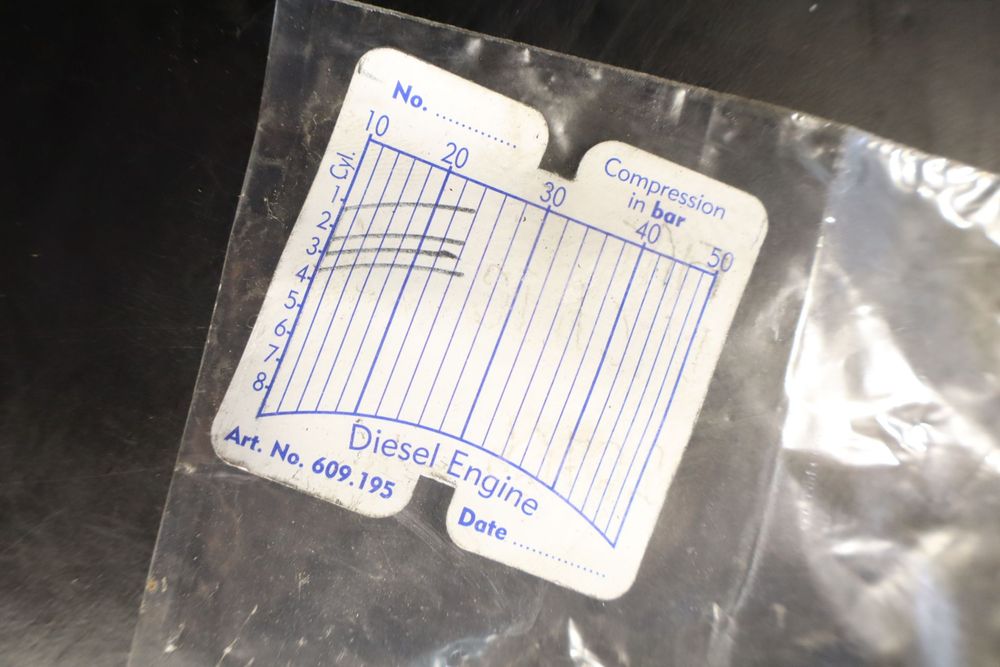 No. ..............
Compression
in bar
10 20 30 40 50
Cyl.
1
2
3
4
5
6
7
8
Diesel Engine
Art. No. 609.195
Date ..............